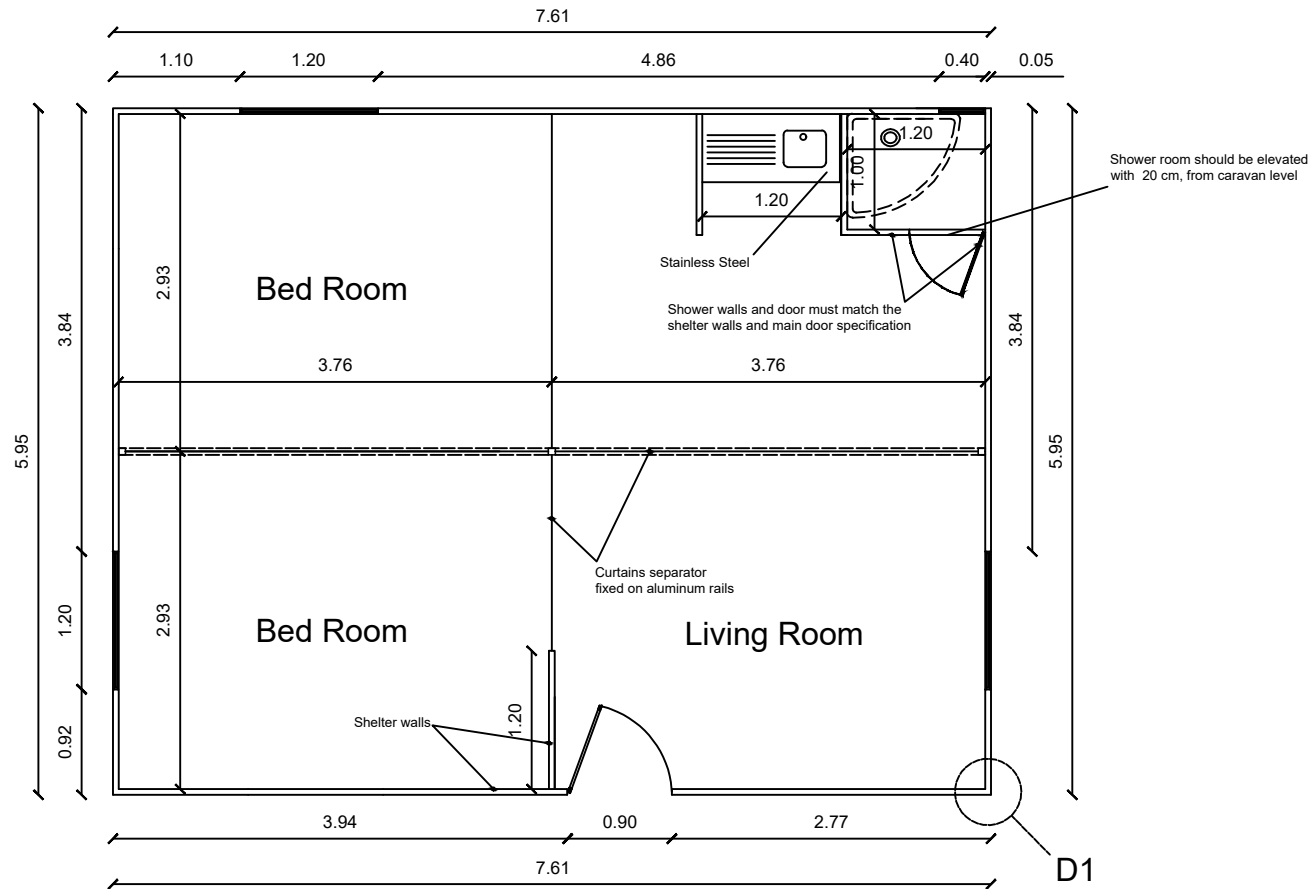 7.61
1.10
1.20
4.86
0.40
0.05
1.20
1.00
Shower room should be elevated
with 20 cm, from caravan level
1.20
Stainless Steel
Bed Room
2.93
Shower walls and door must match the
shelter walls and main door specification
3.84
3.84
3.76
3.76
5.95
5.95
Curtains separator
fixed on aluminum rails
1.20
2.93
Bed Room
Living Room
Shelter walls
1.20
0.92
3.94
0.90
2.77
7.61
D1